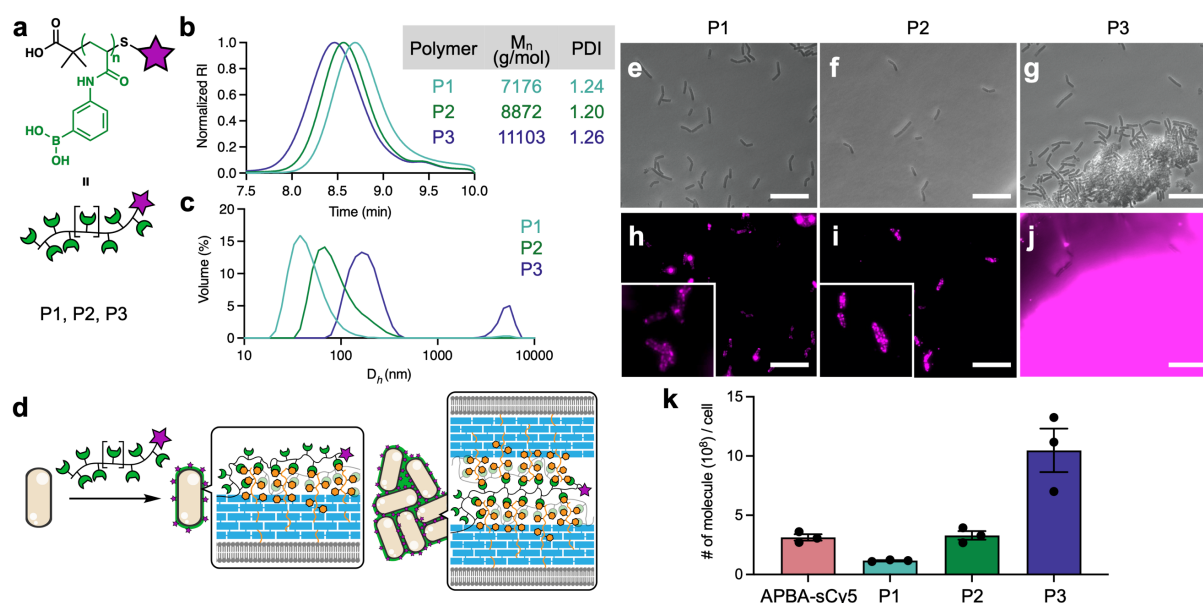 a
O
HO
S
n
HN
O
HO
B
OH
=
P1, P2, P3
b
Normalized RI
1.0
0.8
0.6
0.4
0.2
0.0
7.5 8.0 8.5 9.0 9.5 10.0
Time (min)
Polymer Mn (g/mol) PDI
P1 7176 1.24
P2 8872 1.20
P3 11103 1.26
c
Volume (%)
20
15
10
5
0
10 100 1000 10000
Dh (nm)
P1
P2
P3
d
P1 P2 P3
e f g
h i j
k
# of molecule (10⁸) / cell
15
10
5
0
APBA-sCy5 P1 P2 P3